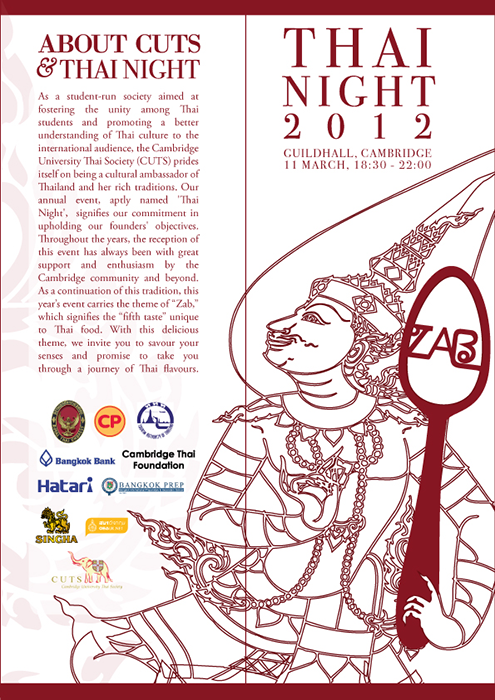 ABOUT CUTS
& THAI NIGHT
As a student-run society aimed at
fostering the unity among Thai
students and promoting a better
understanding of Thai culture to the
international audience, the Cambridge
University Thai Society (CUTS) prides
itself on being a cultural ambassador of
Thailand and her rich traditions. Our
annual event, aptly named 'Thai
Night', signifies our commitment in
upholding our founders' objectives.
Throughout the years, the reception of
this event has always been with great
support and enthusiasm by the
Cambridge community and beyond.
As a continuation of this tradition, this
year's event carries the theme of "Zab,"
which signifies the "fifth taste" unique
to Thai food. With this delicious
theme, we invite you to savour your
senses and promise to take you
through a journey of Thai flavours.
CP
Bangkok Bank
Cambridge Thai
Foundation
Hatari
BANGKOK PREP
SINGHA
CUTS
Cambridge University Thai Society
THAI
NIGHT
2012
GUILDHALL, CAMBRIDGE
11 MARCH, 18:30 - 22:00
ZAB